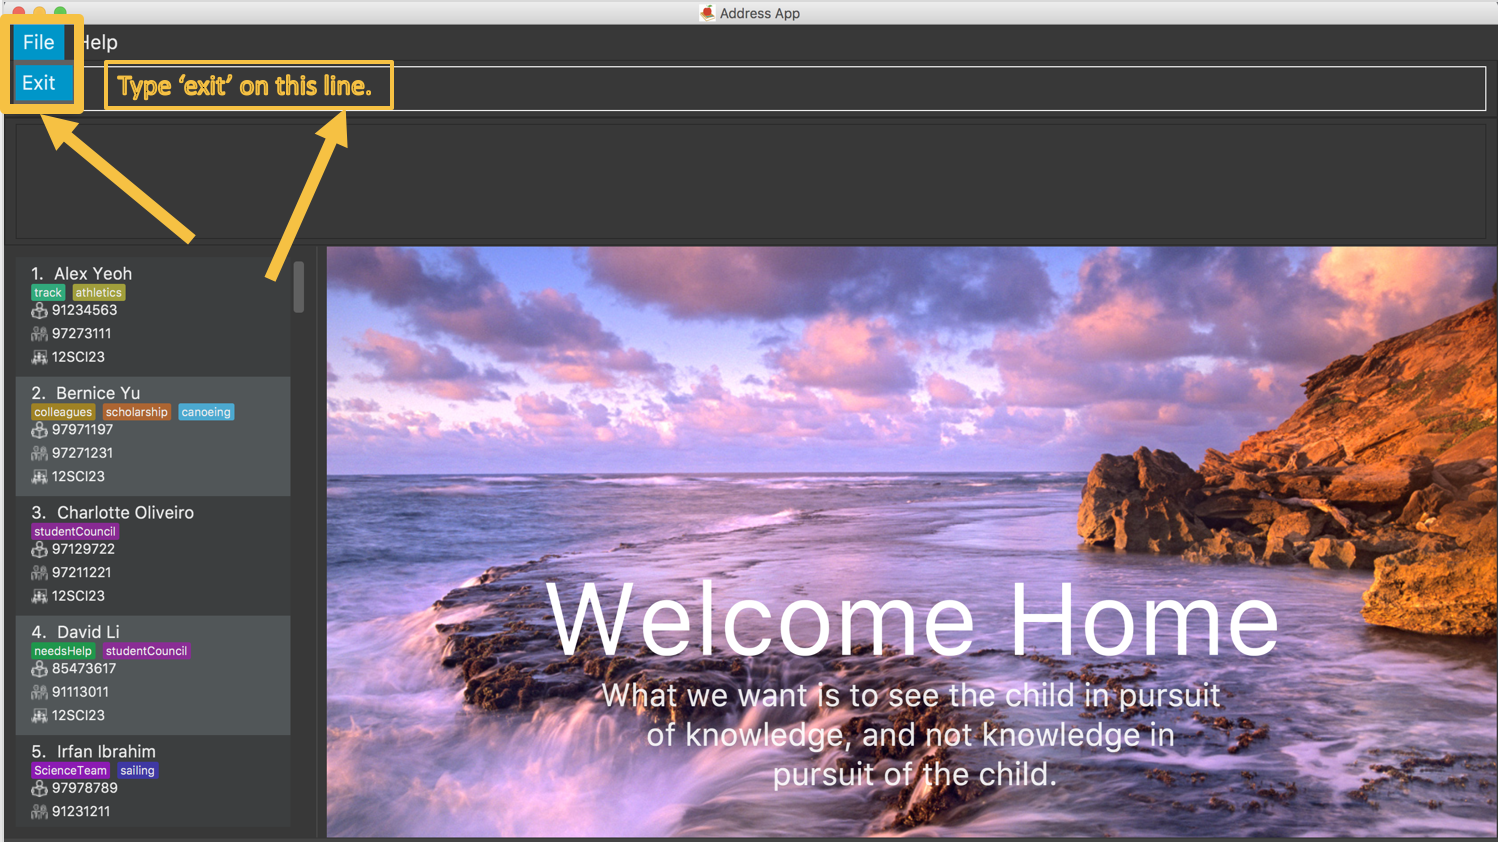 Address App
File Help
Exit
Type ‘exit’ on this line.
1. Alex Yeoh
track athletics
91234563
97273111
12SCI23
2. Bernice Yu
colleagues scholarship canoeing
97971197
97271231
12SCI23
3. Charlotte Oliveiro
studentCouncil
97129722
97211221
12SCI23
4. David Li
needsHelp studentCouncil
85473617
91113011
12SCI23
5. Irfan Ibrahim
ScienceTeam sailing
97978789
91231211
Welcome Home
What we want is to see the child in pursuit
of knowledge, and not knowledge in
pursuit of the child.